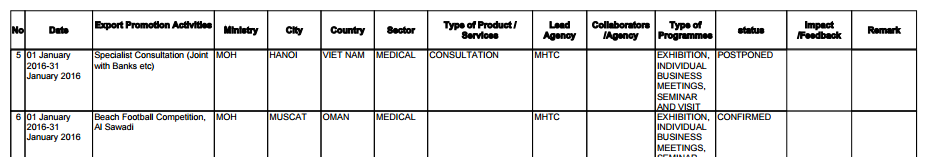 No Date Export Promotion Activities Ministry City Country Sector Type of Product / Services Lead Agency Collaborators /Agency Type of Programmes status Impact /Feedback Remark
5 01 January 2016-31 January 2016 Specialist Consultation (Joint with Banks etc) MOH HANOI VIET NAM MEDICAL CONSULTATION MHTC EXHIBITION, INDIVIDUAL BUSINESS MEETINGS, SEMINAR AND VISIT POSTPONED
6 01 January 2016-31 January 2016 Beach Football Competition, Al Sawadi MOH MUSCAT OMAN MEDICAL MHTC EXHIBITION, INDIVIDUAL BUSINESS MEETINGS, CONFIRMED